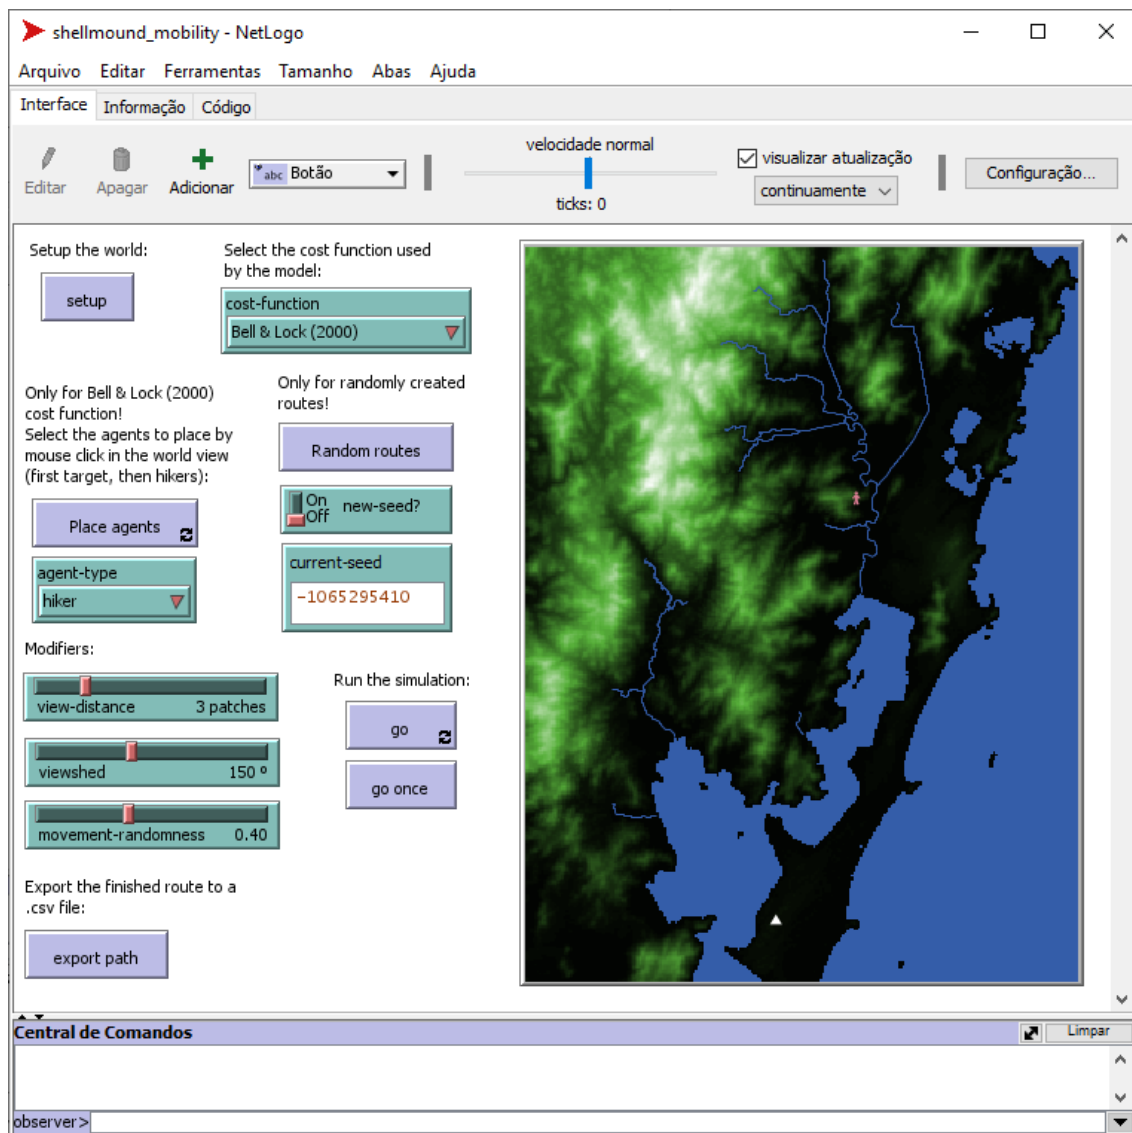 shellmound_mobility - NetLogo
Arquivo Editar Ferramentas Tamanho Abas Ajuda
Interface Informação Código
Editar Apagar Adicionar abc Botão velocidade normal ticks: 0 visualizar atualização continuamente Configuração...
Setup the world:
setup
Select the cost function used
by the model:
cost-function
Bell & Lock (2000)
Only for Bell & Lock (2000)
cost function!
Select the agents to place by
mouse click in the world view
(first target, then hikers):
Place agents
agent-type
hiker
Only for randomly created
routes!
Random routes
On
Off
new-seed?
current-seed
-1065295410
Modifiers:
view-distance 3 patches
viewshed 150 º
movement-randomness 0.40
Run the simulation:
go
go once
Export the finished route to a
.csv file:
export path
Central de Comandos Limpar
observer>